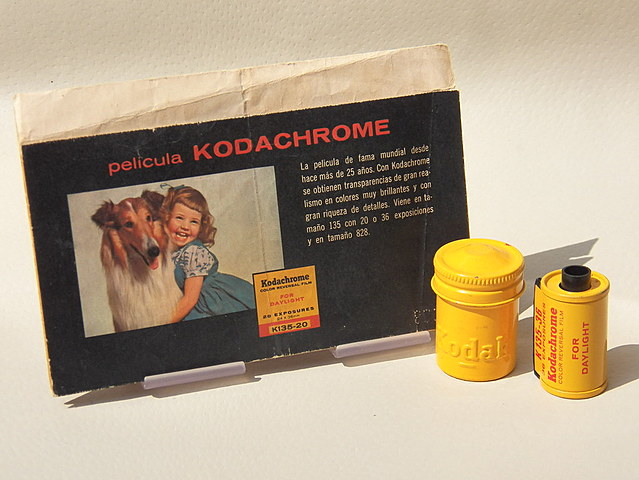 película KODACHROME
La película de fama mundial desde
hace más de 25 años. Con Kodachrome
se obtienen transparencias de gran rea-
lismo en colores muy brillantes y con
gran riqueza de detalles. Viene en ta-
maño 135 con 20 o 36 exposiciones
y en tamaño 828.
Kodachrome
COLOR REVERSAL FILM
FOR
DAYLIGHT
20 EXPOSURES
K135-20
Kodak
K 135-36
Kodachrome
COLOR REVERSAL FILM
FOR
DAYLIGHT